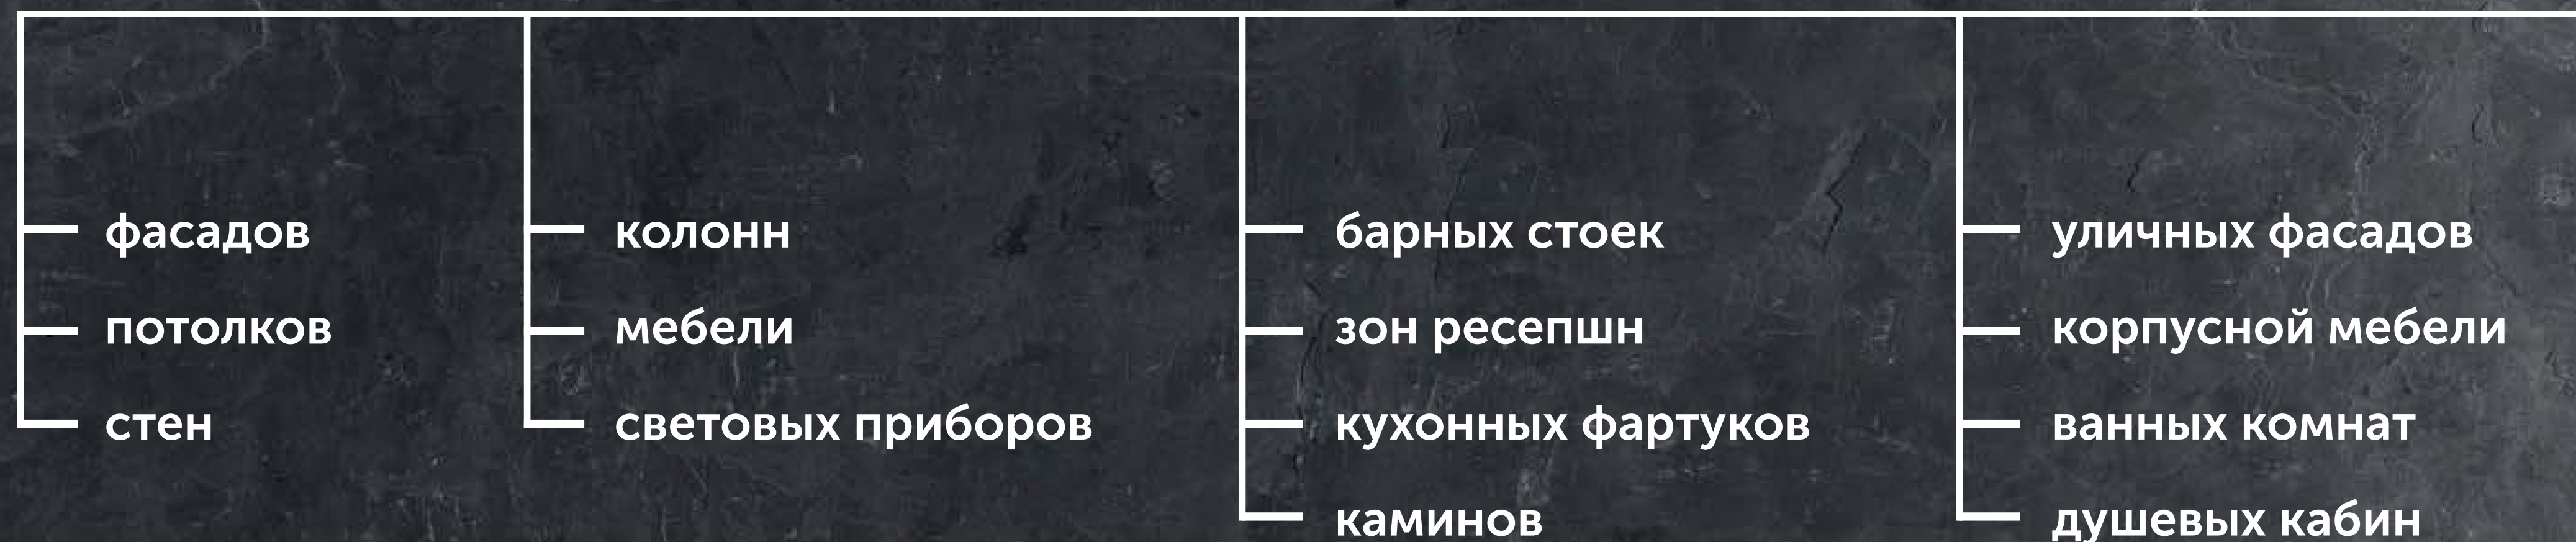 фасадов
потолков
стен
колонн
мебели
световых приборов
барных стоек
зон ресепшн
кухонных фартуков
каминов
уличных фасадов
корпусной мебели
ванных комнат
душевых кабин